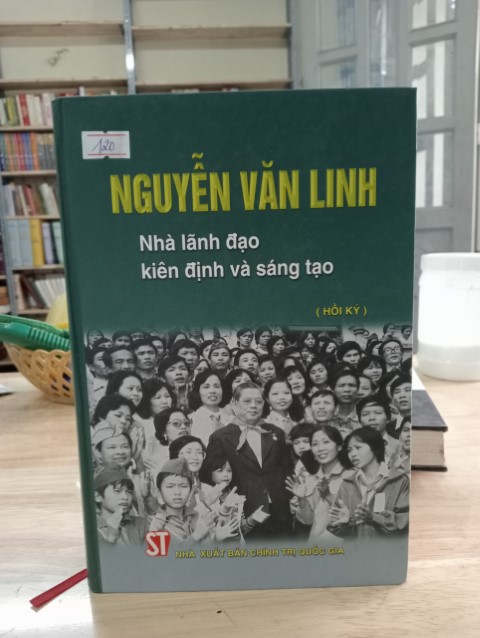 120
NGUYỄN VĂN LINH
Nhà lãnh đạo
kiên định và sáng tạo
( HỒI KÝ )
ST
NHÀ XUẤT BẢN CHÍNH TRỊ QUỐC GIA